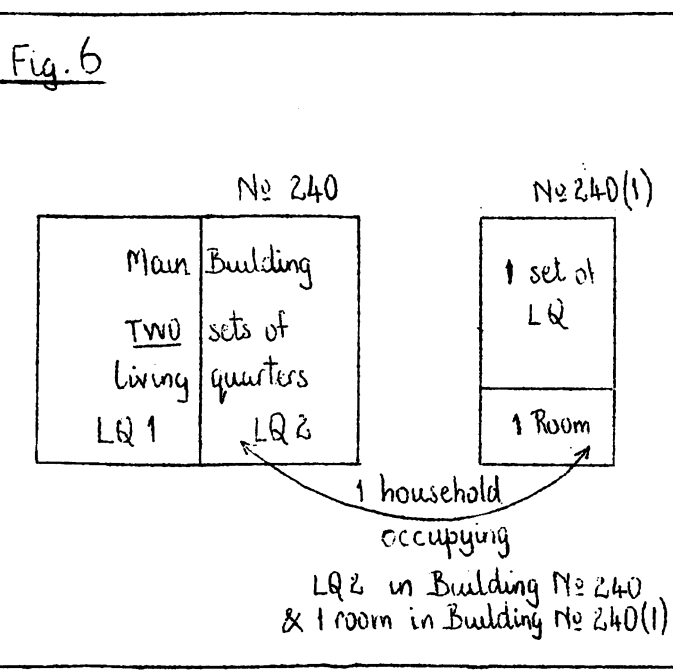 Fig. 6
Nº 240
Main Building
TWO sets of
living quarters
LQ 1 LQ 2
Nº 240(1)
1 set of
LQ
1 Room
1 household
occupying
LQ 2 in Building Nº 240
& 1 room in Building Nº 240(1)